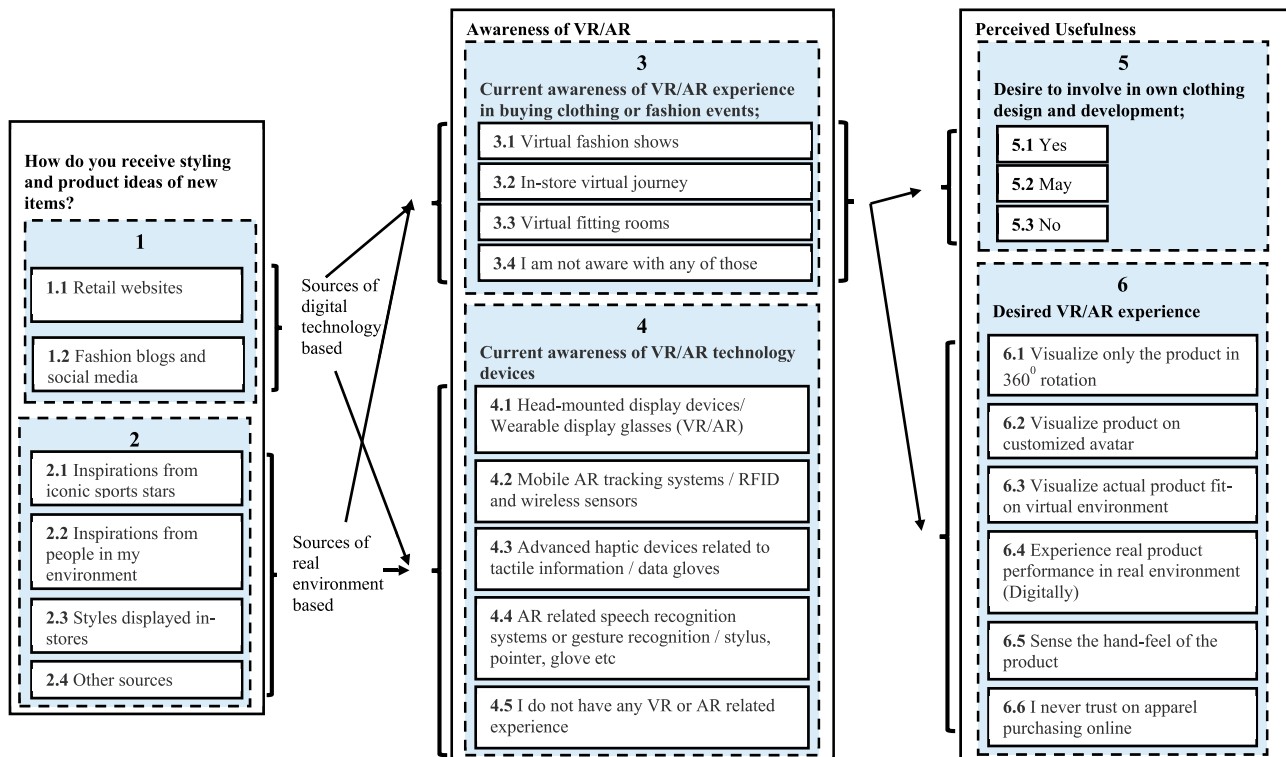 How do you receive styling
and product ideas of new
items?
1
1.1 Retail websites
1.2 Fashion blogs and
social media
2
2.1 Inspirations from
iconic sports stars
2.2 Inspirations from
people in my
environment
2.3 Styles displayed in-
stores
2.4 Other sources
Sources of
digital
technology
based
Sources of
real
environment
based
Awareness of VR/AR
3
Current awareness of VR/AR experience
in buying clothing or fashion events;
3.1 Virtual fashion shows
3.2 In-store virtual journey
3.3 Virtual fitting rooms
3.4 I am not aware with any of those
4
Current awareness of VR/AR technology
devices
4.1 Head-mounted display devices/
Wearable display glasses (VR/AR)
4.2 Mobile AR tracking systems / RFID
and wireless sensors
4.3 Advanced haptic devices related to
tactile information / data gloves
4.4 AR related speech recognition
systems or gesture recognition / stylus,
pointer, glove etc
4.5 I do not have any VR or AR related
experience
Perceived Usefulness
5
Desire to involve in own clothing
design and development;
5.1 Yes
5.2 May
5.3 No
6
Desired VR/AR experience
6.1 Visualize only the product in
360⁰ rotation
6.2 Visualize product on
customized avatar
6.3 Visualize actual product fit-
on virtual environment
6.4 Experience real product
performance in real environment
(Digitally)
6.5 Sense the hand-feel of the
product
6.6 I never trust on apparel
purchasing online